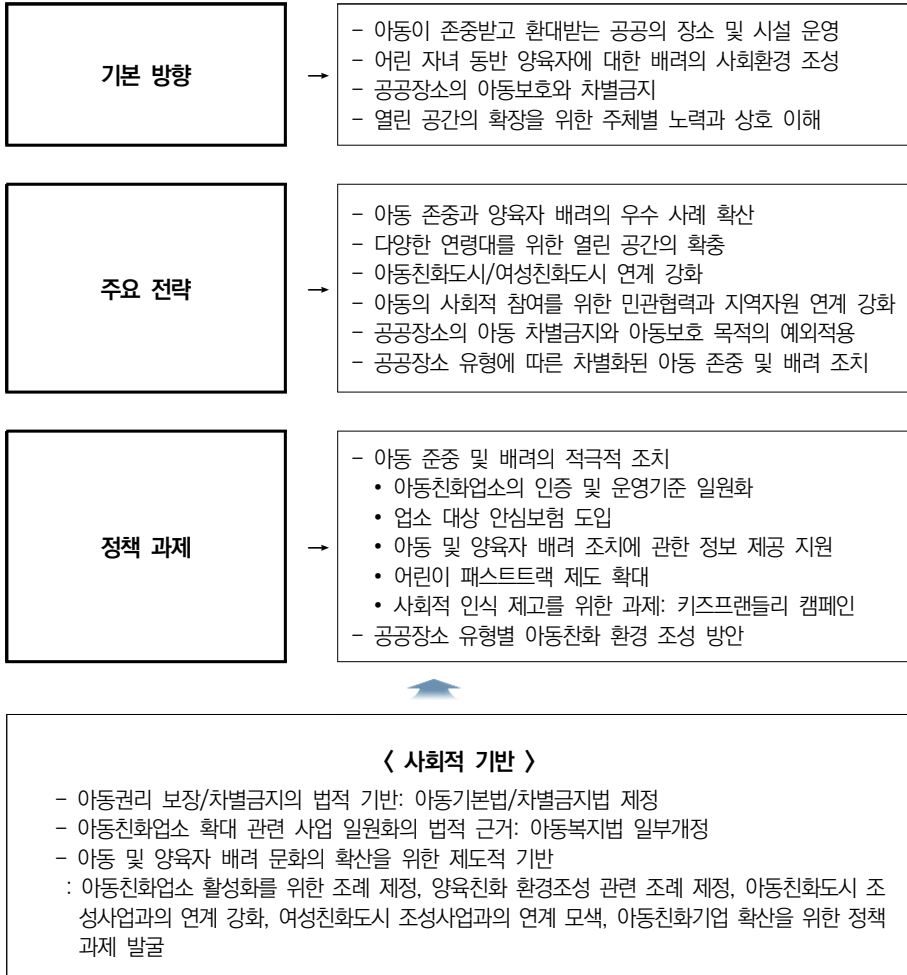 기본 방향
→
- 아동이 존중받고 환대받는 공공의 장소 및 시설 운영
- 어린 자녀 동반 양육자에 대한 배려의 사회환경 조성
- 공공장소의 아동보호와 차별금지
- 열린 공간의 확장을 위한 주체별 노력과 상호 이해
주요 전략
→
- 아동 존중과 양육자 배려의 우수 사례 확산
- 다양한 연령대를 위한 열린 공간의 확충
- 아동친화도시/여성친화도시 연계 강화
- 아동의 사회적 참여를 위한 민관협력과 지역자원 연계 강화
- 공공장소의 아동 차별금지와 아동보호 목적의 예외적용
- 공공장소 유형에 따른 차별화된 아동 존중 및 배려 조치
정책 과제
→
- 아동 준중 및 배려의 적극적 조치
• 아동친화업소의 인증 및 운영기준 일원화
• 업소 대상 안심보험 도입
• 아동 및 양육자 배려 조치에 관한 정보 제공 지원
• 어린이 패스트트랙 제도 확대
• 사회적 인식 제고를 위한 과제: 키즈프랜들리 캠페인
- 공공장소 유형별 아동찬화 환경 조성 방안
〈 사회적 기반 〉
- 아동권리 보장/차별금지의 법적 기반: 아동기본법/차별금지법 제정
- 아동친화업소 확대 관련 사업 일원화의 법적 근거: 아동복지법 일부개정
- 아동 및 양육자 배려 문화의 확산을 위한 제도적 기반
: 아동친화업소 활성화를 위한 조례 제정, 양육친화 환경조성 관련 조례 제정, 아동친화도시 조
성사업과의 연계 강화, 여성친화도시 조성사업과의 연계 모색, 아동친화기업 확산을 위한 정책
과제 발굴